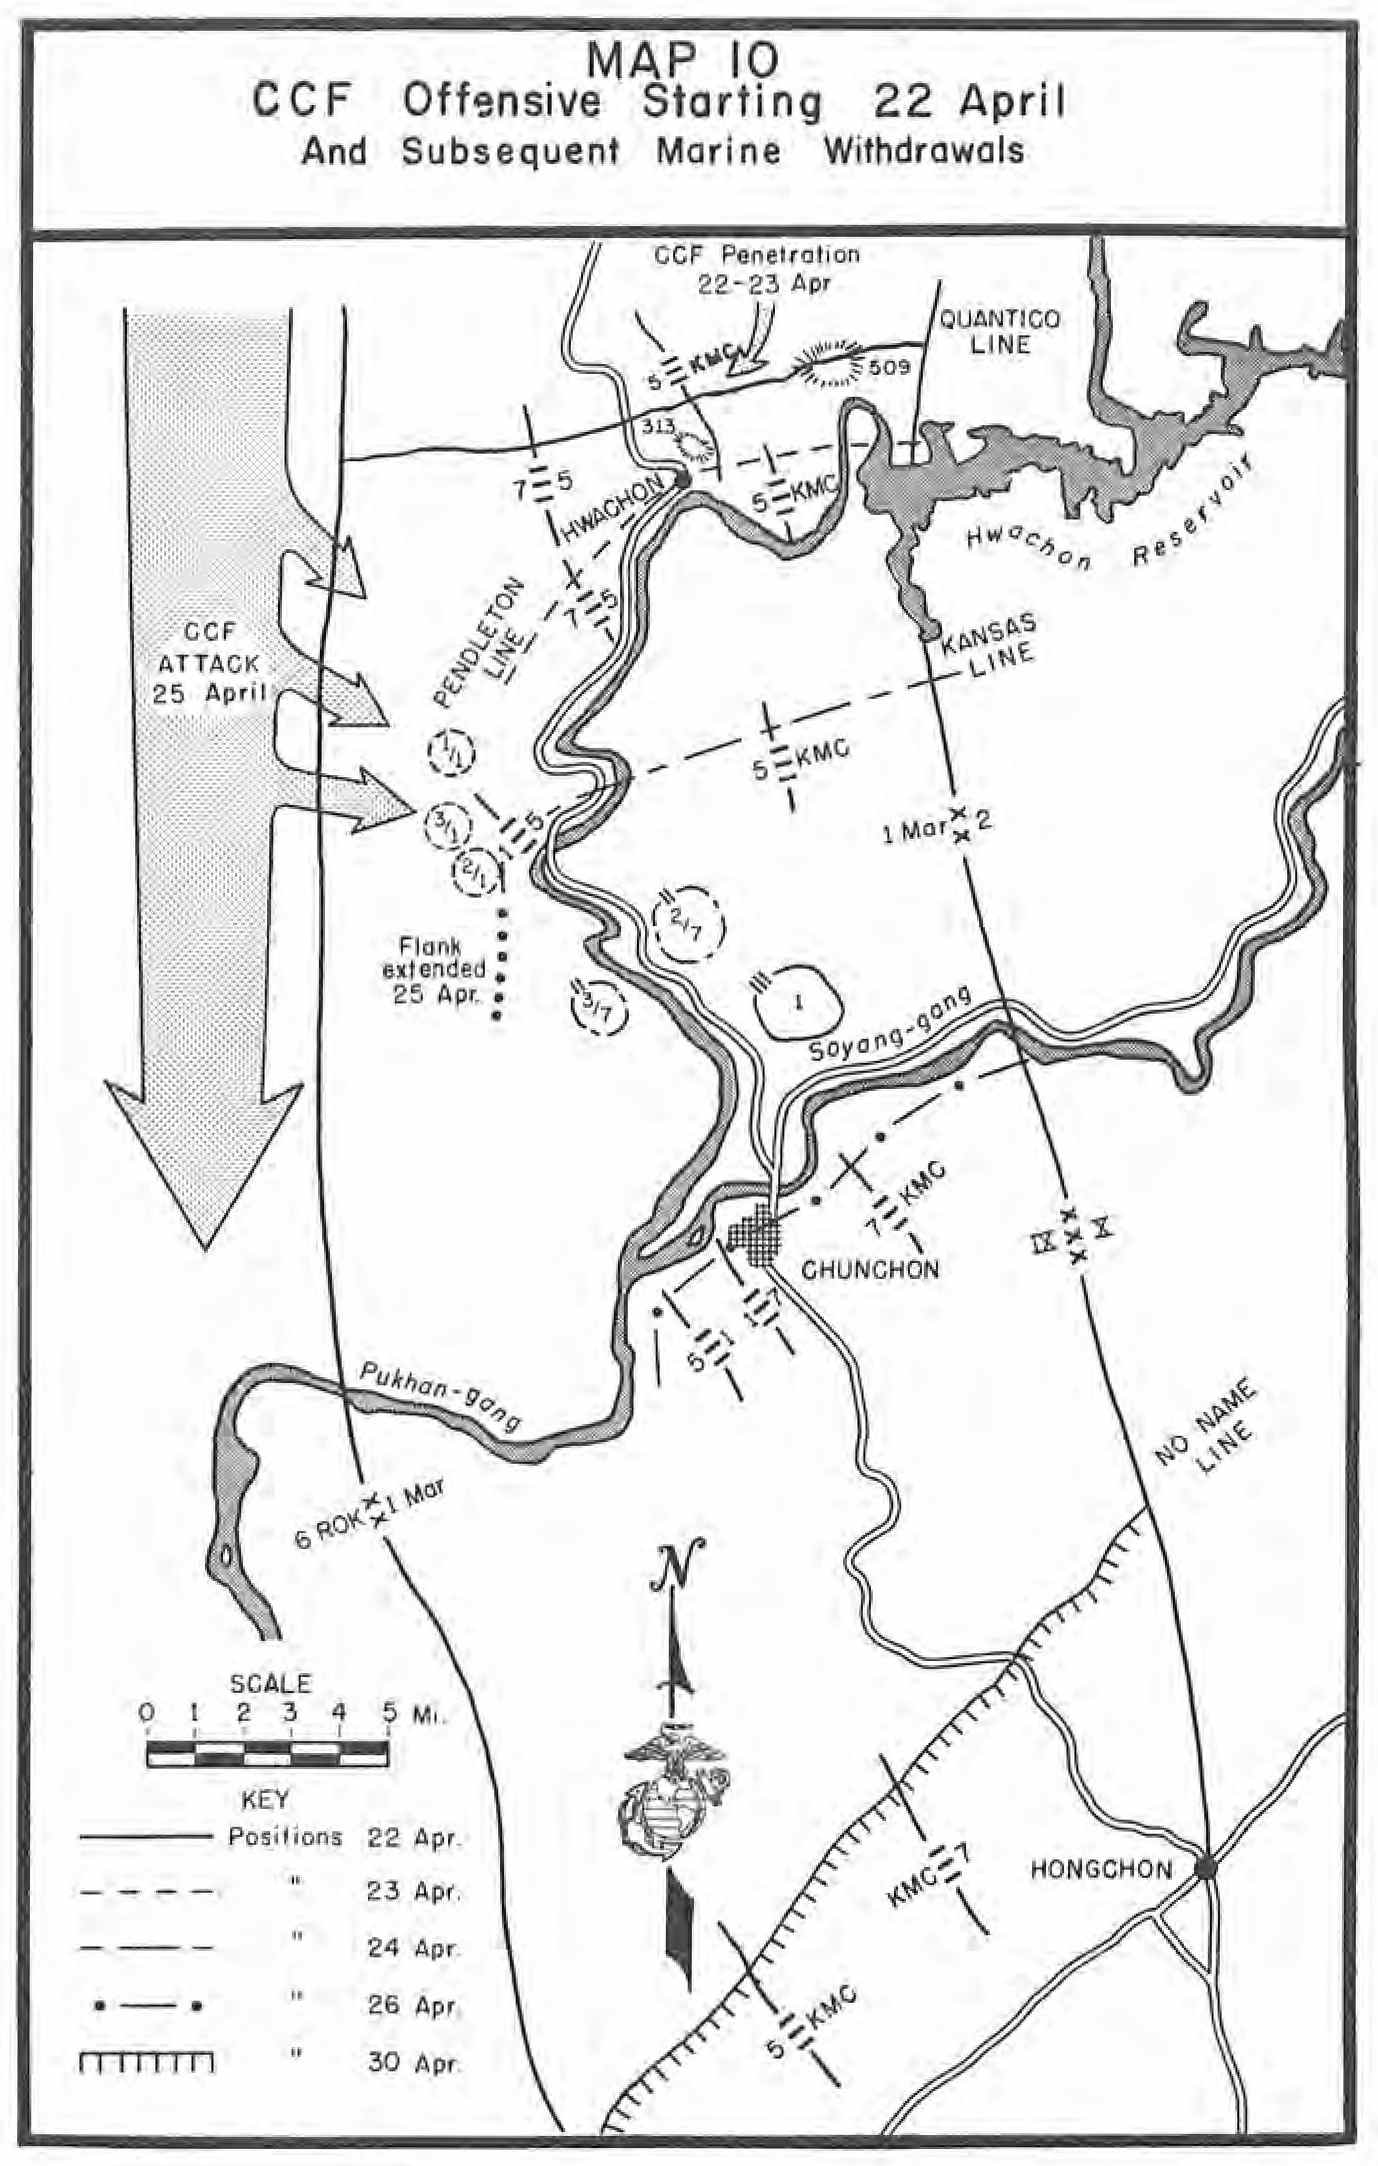 MAP 10
CCF Offensive Starting 22 April
And Subsequent Marine Withdrawals
CCF Penetration
22-23 Apr
QUANTICO
LINE
5 KMC
509
313
7 5
HWACHON
5 KMC
Hwachon Reservoir
7 5
PENDLETON
LINE
KANSAS
LINE
CCF
ATTACK
25 April
1/1
5 KMC
3/1
1 5
2/1
1 Mar 2
2/7
Flank
extended
25 Apr.
3/7
1
Soyang-gang
7 KMC
IX X
CHUNCHON
1 7
5 1
Pukhan-gang
NO NAME
LINE
6 ROK 1 Mar
N
SCALE
0 1 2 3 4 5 Mi.
KEY
Positions 22 Apr.
" 23 Apr.
" 24 Apr.
" 26 Apr.
" 30 Apr.
HONGCHON
KMC 7
5 KMC